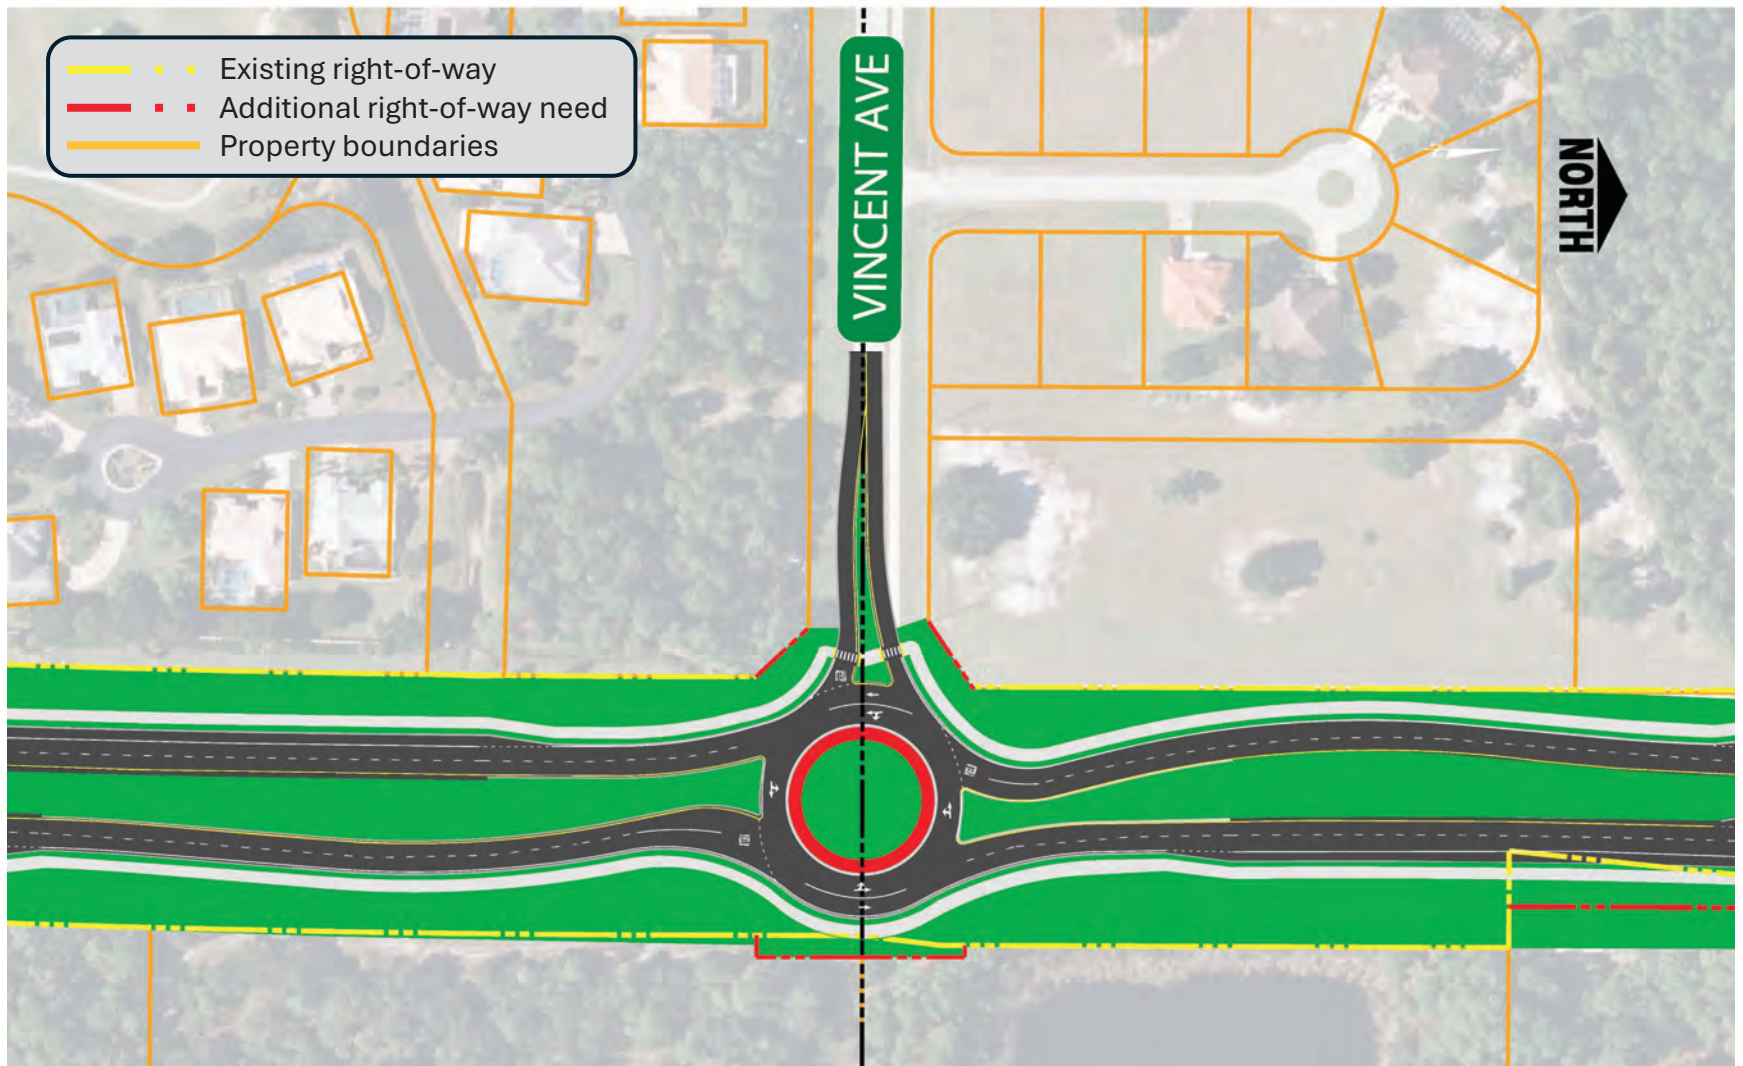 Existing right-of-way
Additional right-of-way need
Property boundaries
VINCENT AVE
NORTH